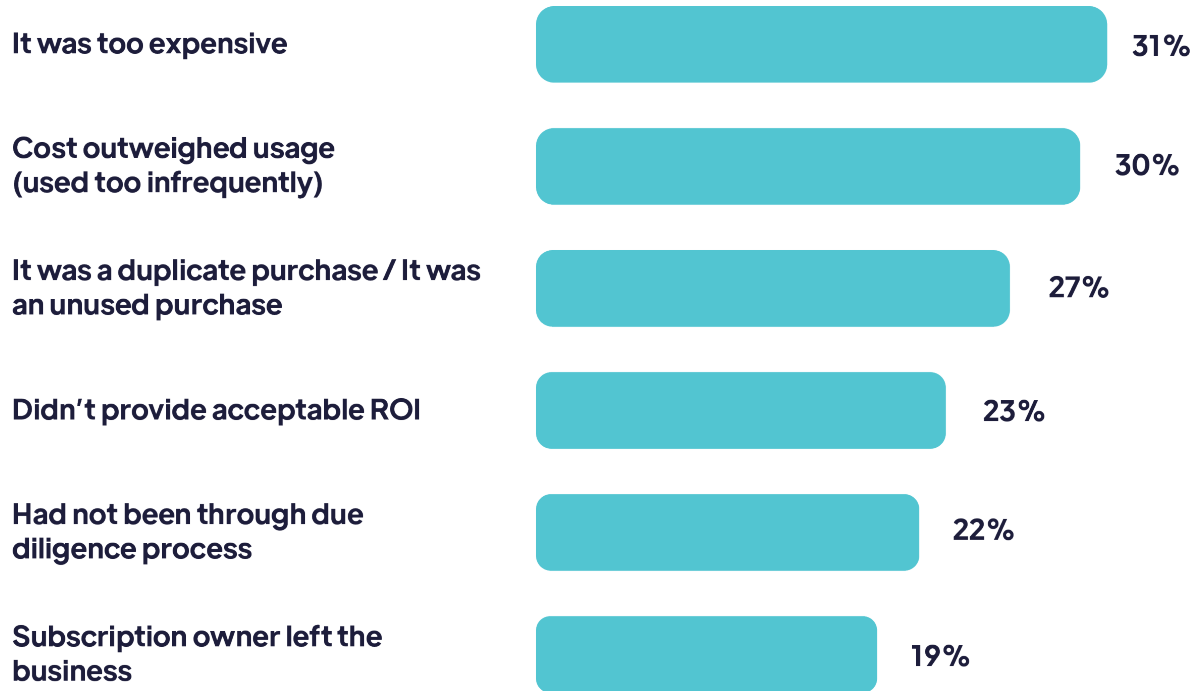 It was too expensive
31%
Cost outweighed usage
(used too infrequently)
30%
It was a duplicate purchase / It was
an unused purchase
27%
Didn’t provide acceptable ROI
23%
Had not been through due
diligence process
22%
Subscription owner left the
business
19%